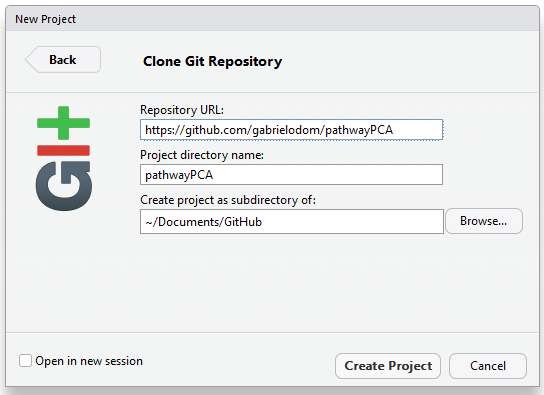 New Project
Back
Clone Git Repository
git
Repository URL:
https://github.com/gabrielodom/pathwayPCA
Project directory name:
pathwayPCA
Create project as subdirectory of:
~/Documents/GitHub
Browse...
Open in new session
Create Project
Cancel